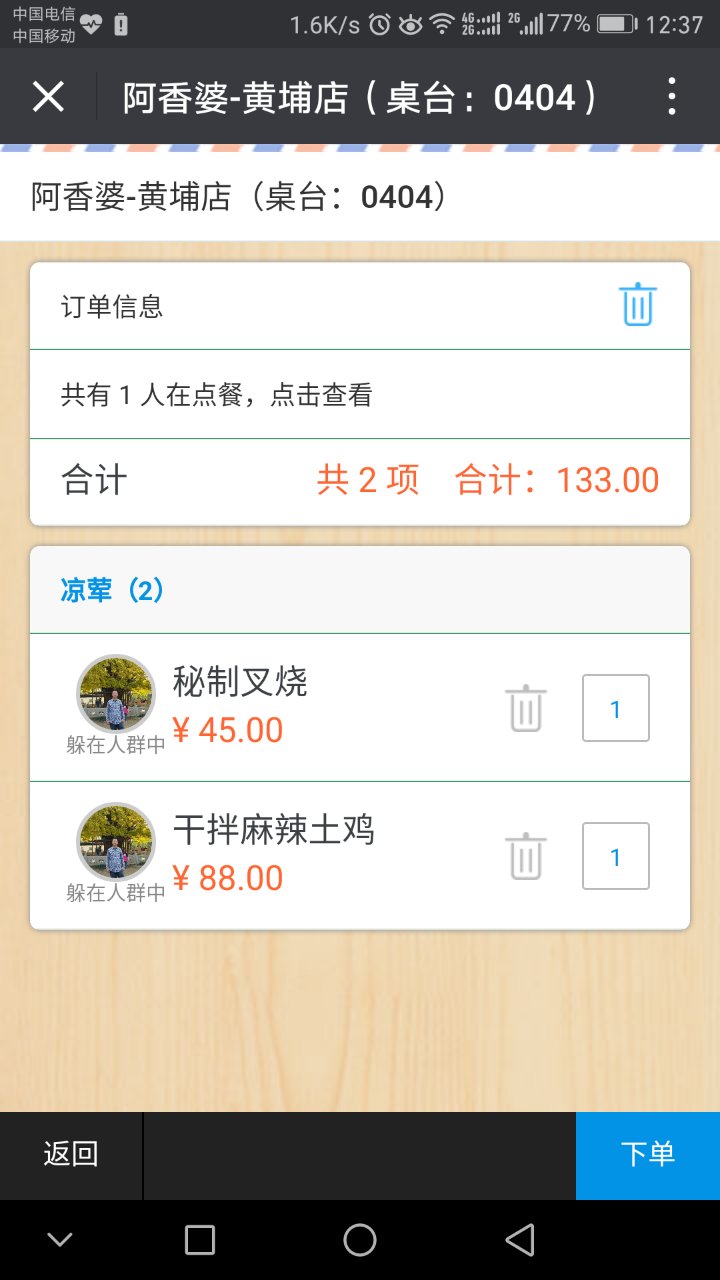 中国电信
中国移动
1.6K/s 4G 2G 2G 77% 12:37
阿香婆-黄埔店（桌台：0404）
阿香婆-黄埔店（桌台：0404）
订单信息
共有 1 人在点餐，点击查看
合计 共 2 项 合计：133.00
凉荤（2）
秘制叉烧
¥ 45.00
躲在人群中
1
干拌麻辣土鸡
¥ 88.00
躲在人群中
1
返回 下单